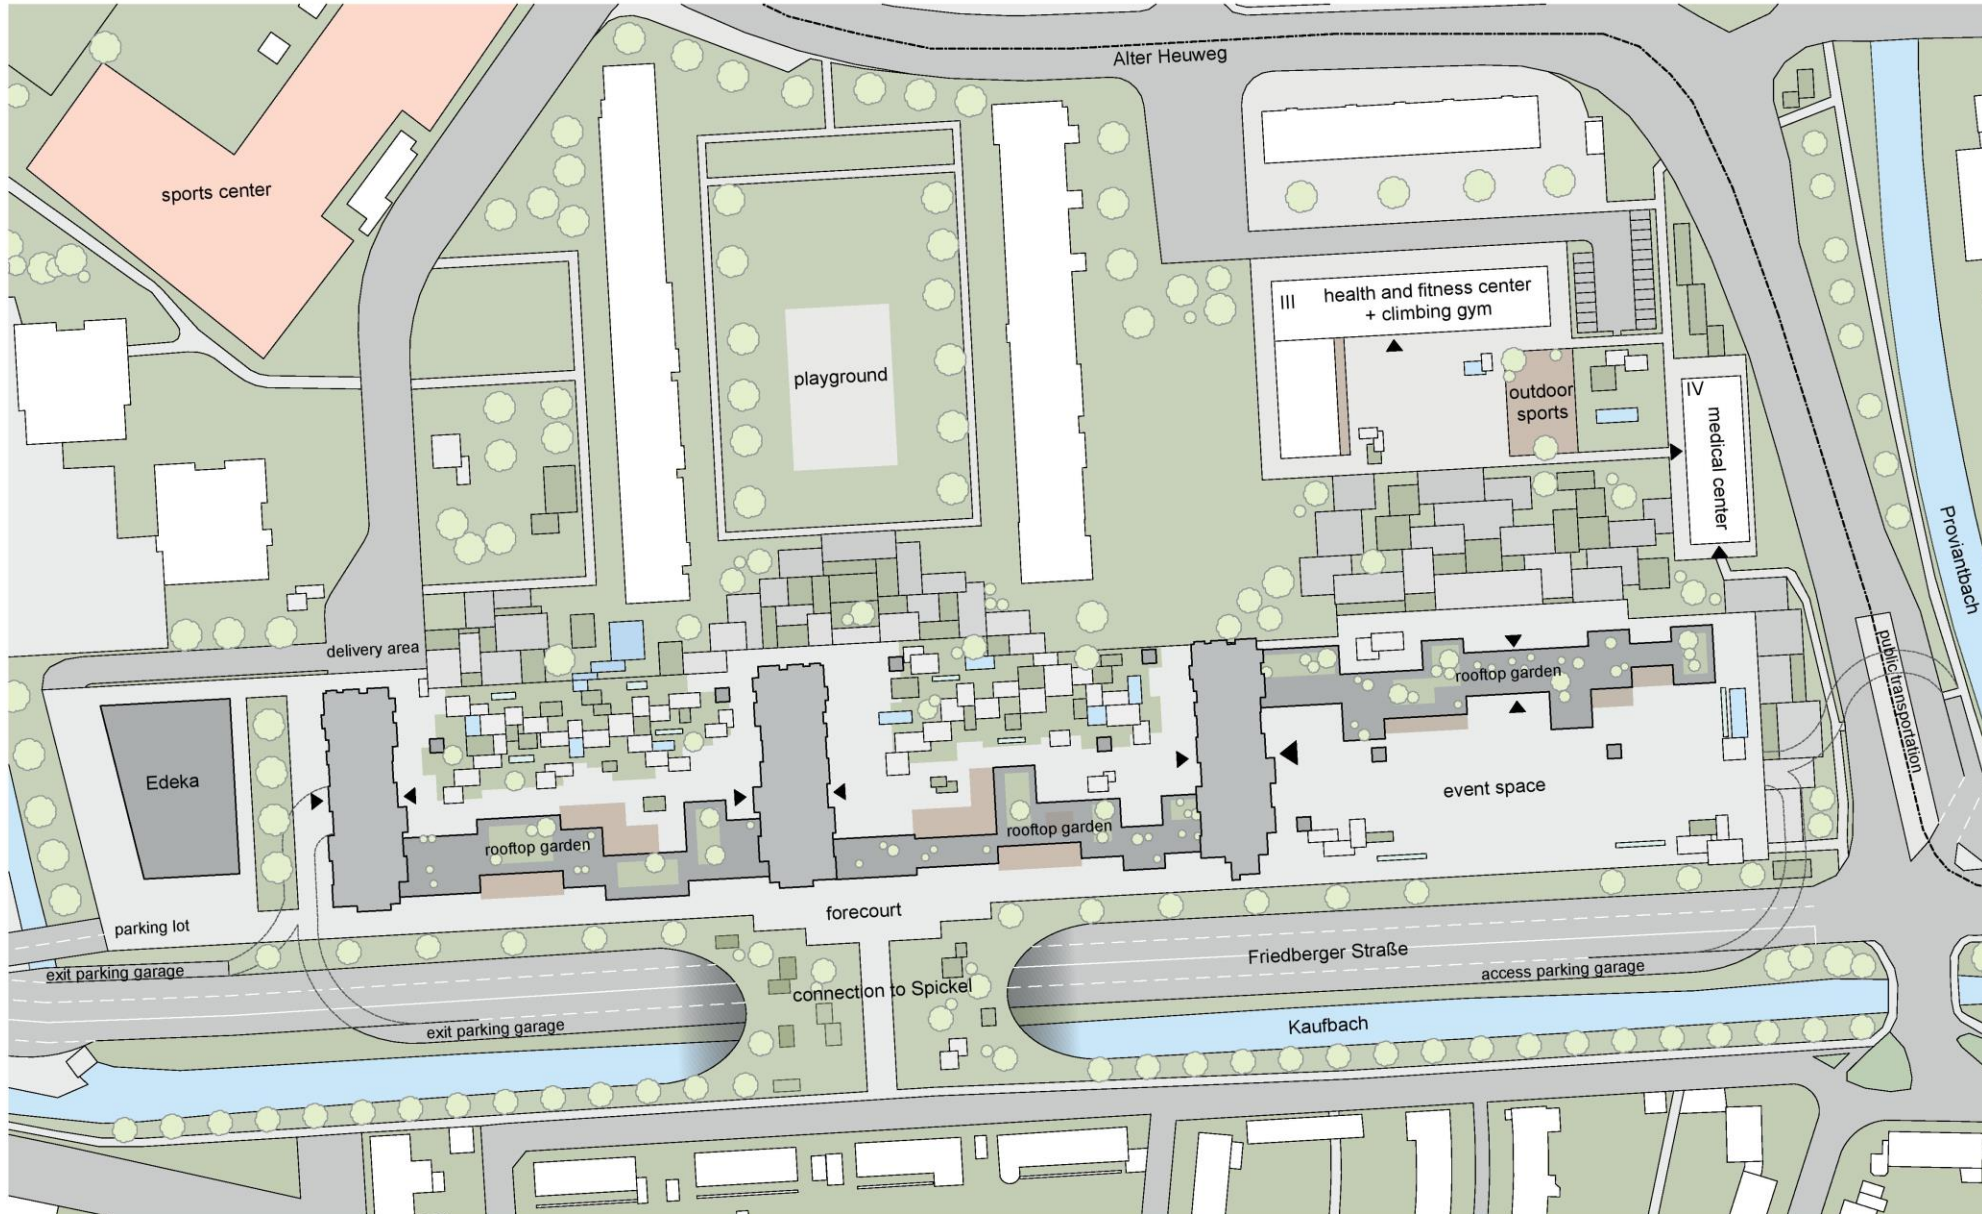 Alter Heuweg
sports center
III
health and fitness center
+ climbing gym
playground
outdoor
sports
IV
medical center
Proviantbach
delivery area
public transportation
rooftop garden
Edeka
event space
rooftop garden
rooftop garden
forecourt
parking lot
Friedberger Straße
exit parking garage
access parking garage
connection to Spickel
exit parking garage
Kaufbach